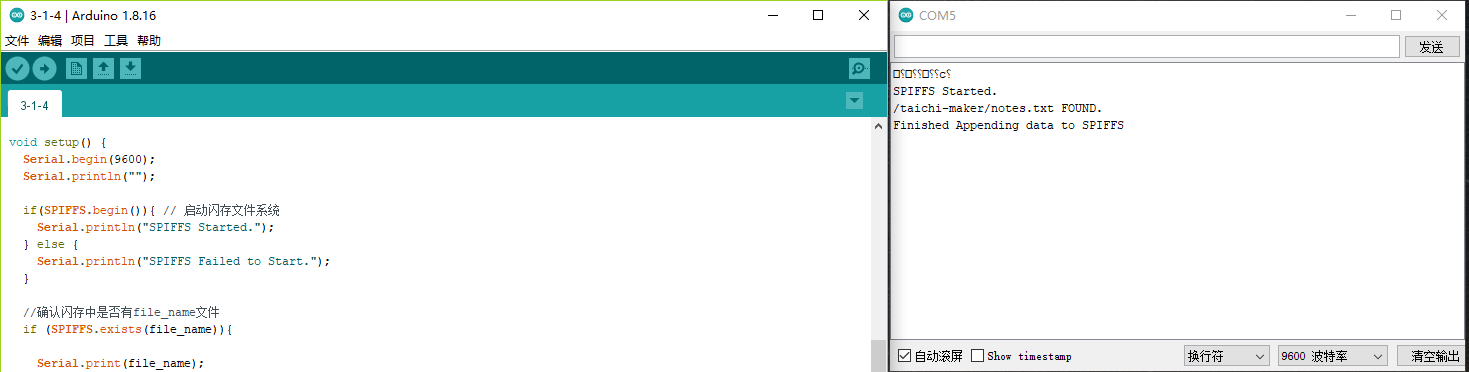 3-1-4 | Arduino 1.8.16
文件 编辑 项目 工具 帮助
3-1-4
void setup() {
Serial.begin(9600);
Serial.println("");
if(SPIFFS.begin()){ // 启动闪存文件系统
Serial.println("SPIFFS Started.");
} else {
Serial.println("SPIFFS Failed to Start.");
}
//确认闪存中是否有file_name文件
if (SPIFFS.exists(file_name)){
Serial.print(file_name);
COM5
发送
SPIFFS Started.
/taichi-maker/notes.txt FOUND.
Finished Appending data to SPIFFS
自动滚屏 Show timestamp 换行符 9600 波特率 清空输出